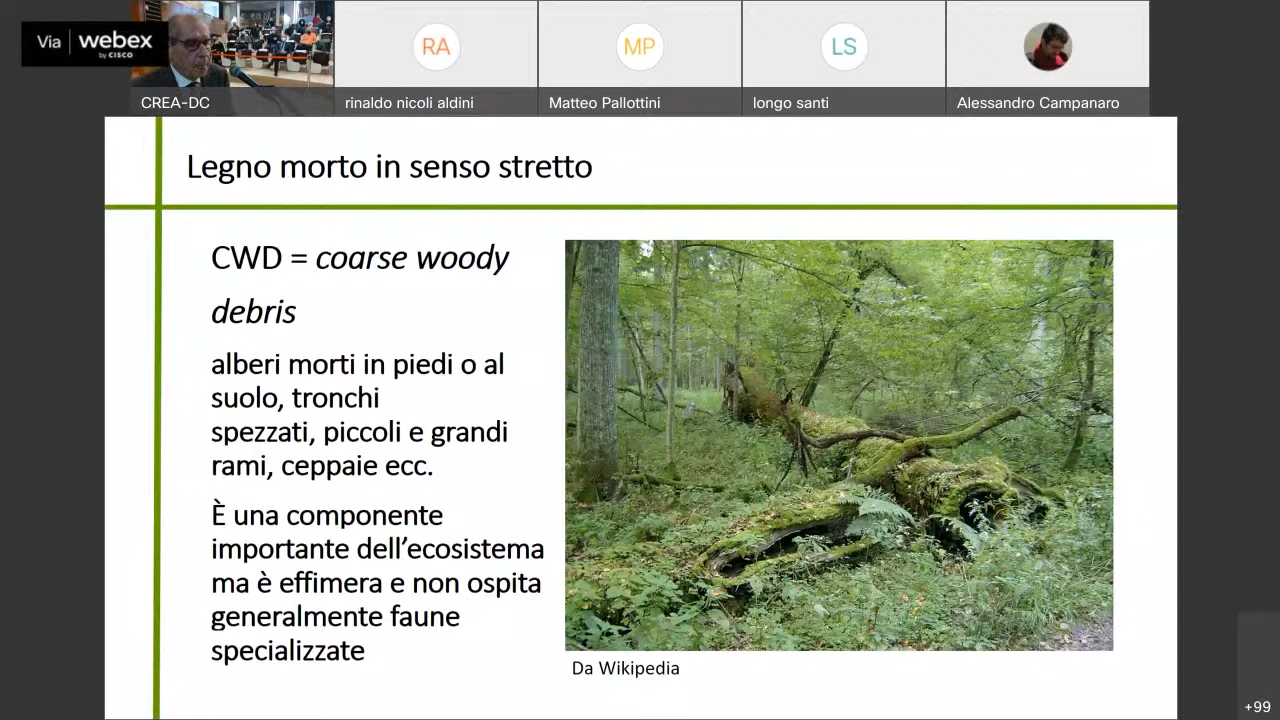 Via webex
by CISCO
RA
MP
LS
CREA-DC
rinaldo nicoli aldini
Matteo Pallottini
longo santi
Alessandro Campanaro
Legno morto in senso stretto
CWD = coarse woody
debris
alberi morti in piedi o al
suolo, tronchi
spezzati, piccoli e grandi
rami, ceppaie ecc.
È una componente
importante dell’ecosistema
ma è effimera e non ospita
generalmente faune
specializzate
Da Wikipedia
+99